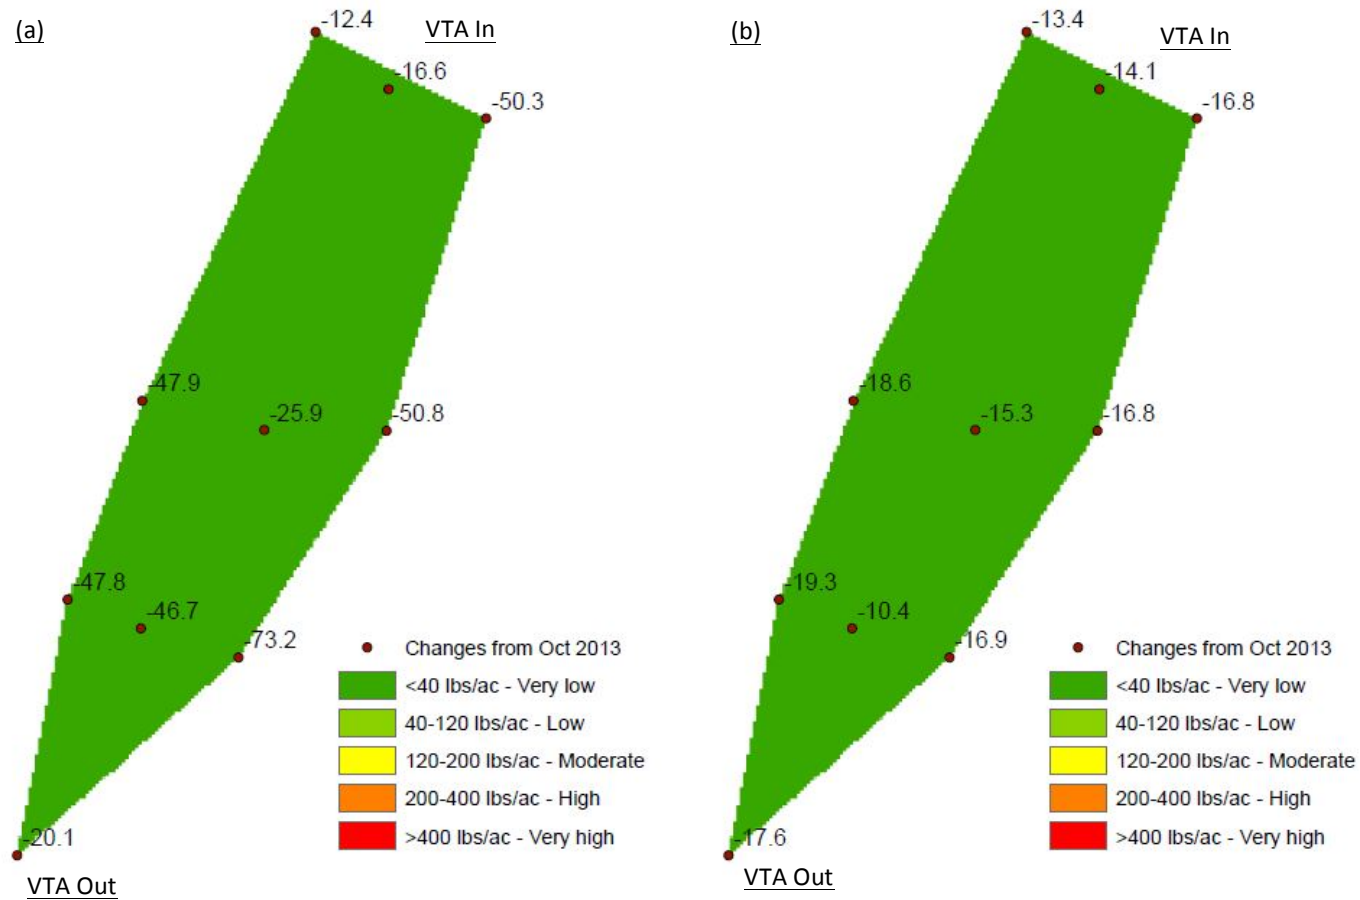 (a)
-12.4
VTA In
-16.6
-50.3
-47.9
-25.9
-50.8
-47.8
-46.7
-73.2
Changes from Oct 2013
<40 lbs/ac - Very low
40-120 lbs/ac - Low
120-200 lbs/ac - Moderate
200-400 lbs/ac - High
>400 lbs/ac - Very high
-20.1
VTA Out
(b)
-13.4
VTA In
-14.1
-16.8
-18.6
-15.3
-16.8
-19.3
-10.4
-16.9
Changes from Oct 2013
<40 lbs/ac - Very low
40-120 lbs/ac - Low
120-200 lbs/ac - Moderate
200-400 lbs/ac - High
>400 lbs/ac - Very high
-17.6
VTA Out